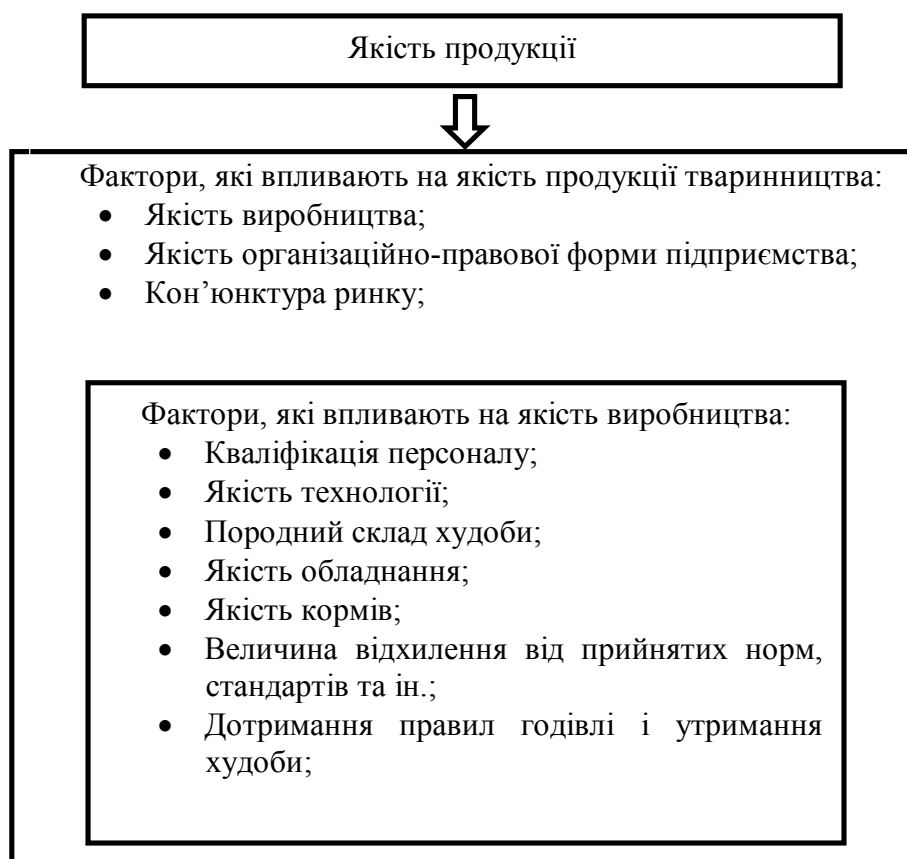 Якість продукції
Фактори, які впливають на якість продукції тваринництва:
• Якість виробництва;
• Якість організаційно-правової форми підприємства;
• Кон’юнктура ринку;
Фактори, які впливають на якість виробництва:
• Кваліфікація персоналу;
• Якість технології;
• Породний склад худоби;
• Якість обладнання;
• Якість кормів;
• Величина відхилення від прийнятих норм,
стандартів та ін.;
• Дотримання правил годівлі і утримання
худоби;